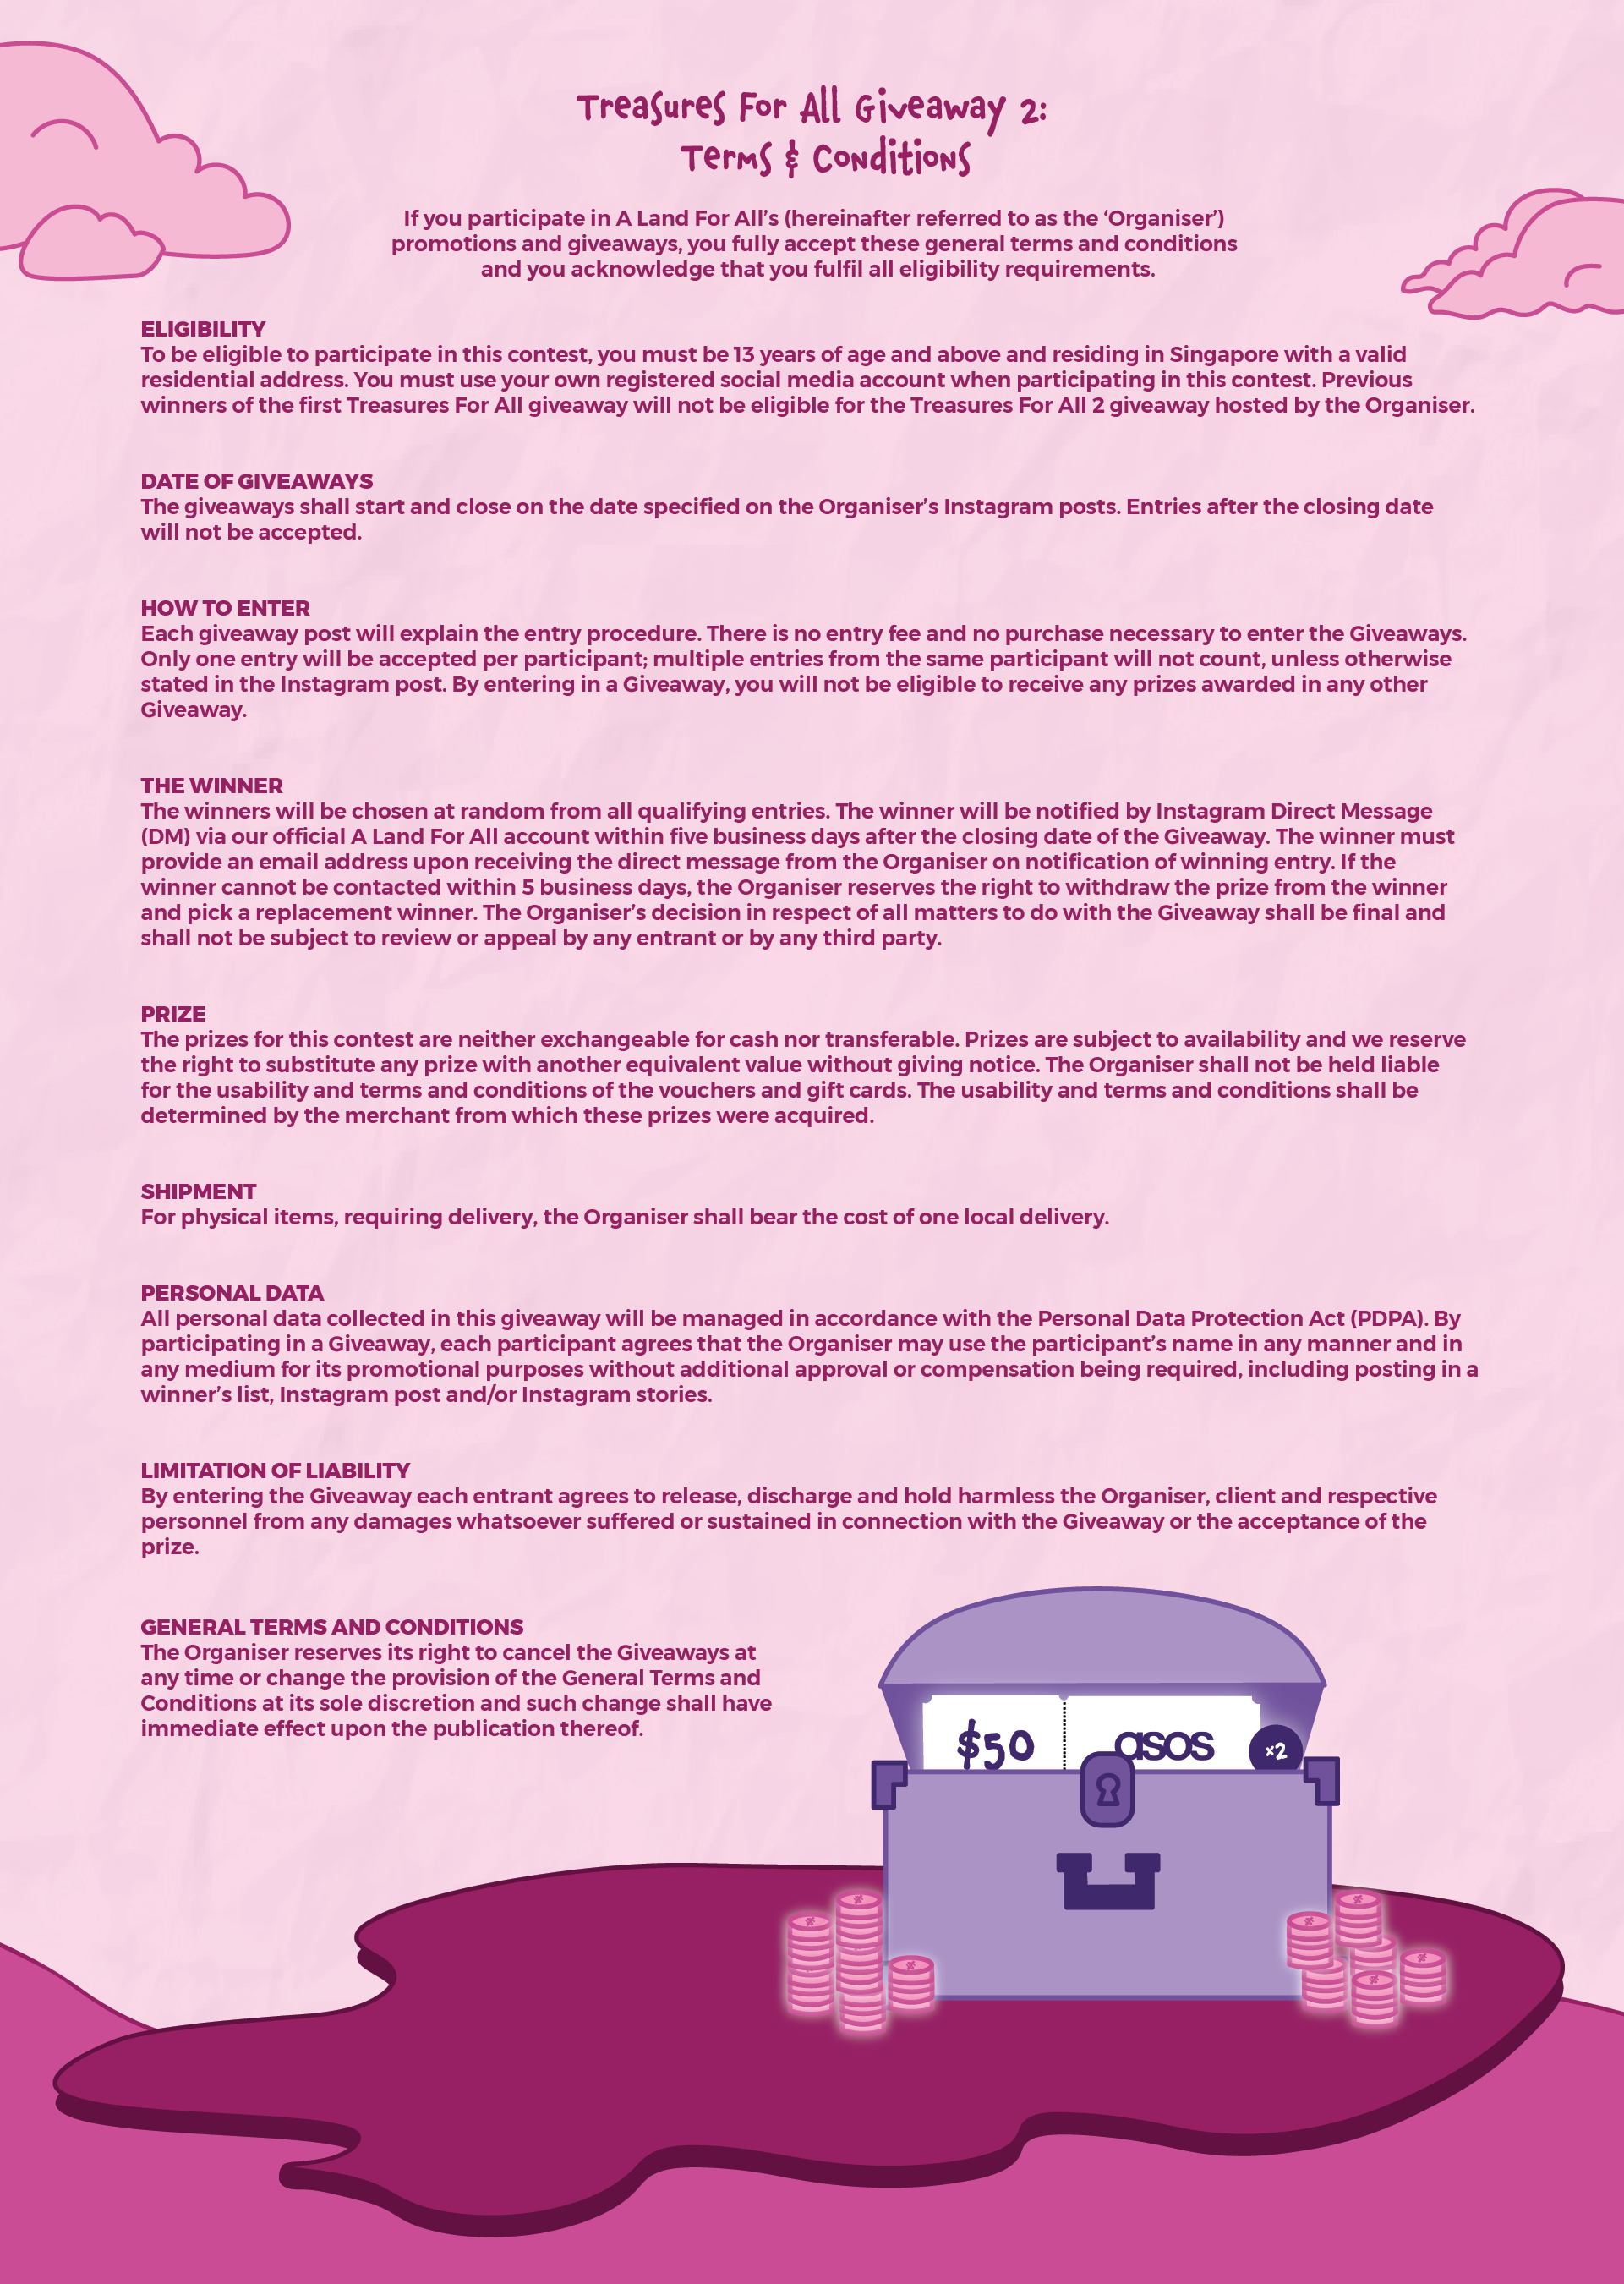 Treasures For All Giveaway 2:
Terms & Conditions
If you participate in A Land For All’s (hereinafter referred to as the ‘Organiser’)
promotions and giveaways, you fully accept these general terms and conditions
and you acknowledge that you fulfil all eligibility requirements.
ELIGIBILITY
To be eligible to participate in this contest, you must be 13 years of age and above and residing in Singapore with a valid
residential address. You must use your own registered social media account when participating in this contest. Previous
winners of the first Treasures For All giveaway will not be eligible for the Treasures For All 2 giveaway hosted by the Organiser.
DATE OF GIVEAWAYS
The giveaways shall start and close on the date specified on the Organiser’s Instagram posts. Entries after the closing date
will not be accepted.
HOW TO ENTER
Each giveaway post will explain the entry procedure. There is no entry fee and no purchase necessary to enter the Giveaways.
Only one entry will be accepted per participant; multiple entries from the same participant will not count, unless otherwise
stated in the Instagram post. By entering in a Giveaway, you will not be eligible to receive any prizes awarded in any other
Giveaway.
THE WINNER
The winners will be chosen at random from all qualifying entries. The winner will be notified by Instagram Direct Message
(DM) via our official A Land For All account within five business days after the closing date of the Giveaway. The winner must
provide an email address upon receiving the direct message from the Organiser on notification of winning entry. If the
winner cannot be contacted within 5 business days, the Organiser reserves the right to withdraw the prize from the winner
and pick a replacement winner. The Organiser’s decision in respect of all matters to do with the Giveaway shall be final and
shall not be subject to review or appeal by any entrant or by any third party.
PRIZE
The prizes for this contest are neither exchangeable for cash nor transferable. Prizes are subject to availability and we reserve
the right to substitute any prize with another equivalent value without giving notice. The Organiser shall not be held liable
for the usability and terms and conditions of the vouchers and gift cards. The usability and terms and conditions shall be
determined by the merchant from which these prizes were acquired.
SHIPMENT
For physical items, requiring delivery, the Organiser shall bear the cost of one local delivery.
PERSONAL DATA
All personal data collected in this giveaway will be managed in accordance with the Personal Data Protection Act (PDPA). By
participating in a Giveaway, each participant agrees that the Organiser may use the participant’s name in any manner and in
any medium for its promotional purposes without additional approval or compensation being required, including posting in a
winner’s list, Instagram post and/or Instagram stories.
LIMITATION OF LIABILITY
By entering the Giveaway each entrant agrees to release, discharge and hold harmless the Organiser, client and respective
personnel from any damages whatsoever suffered or sustained in connection with the Giveaway or the acceptance of the
prize.
GENERAL TERMS AND CONDITIONS
The Organiser reserves its right to cancel the Giveaways at
any time or change the provision of the General Terms and
Conditions at its sole discretion and such change shall have
immediate effect upon the publication thereof.
$50 asos ×2